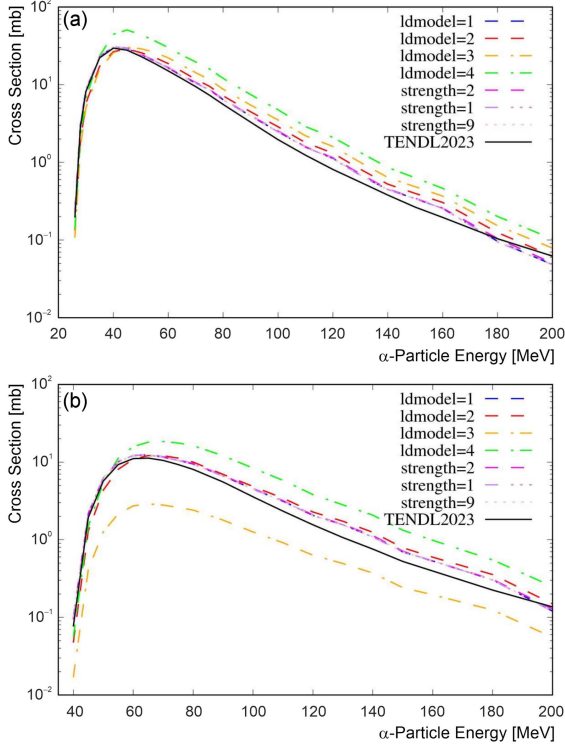 (a)
Cross Section [mb]
10²
10¹
10⁰
10⁻¹
10⁻²
ldmodel=1
ldmodel=2
ldmodel=3
ldmodel=4
strength=2
strength=1
strength=9
TENDL2023
20 40 60 80 100 120 140 160 180 200
α-Particle Energy [MeV]
(b)
Cross Section [mb]
10²
10¹
10⁰
10⁻¹
10⁻²
ldmodel=1
ldmodel=2
ldmodel=3
ldmodel=4
strength=2
strength=1
strength=9
TENDL2023
40 60 80 100 120 140 160 180 200
α-Particle Energy [MeV]